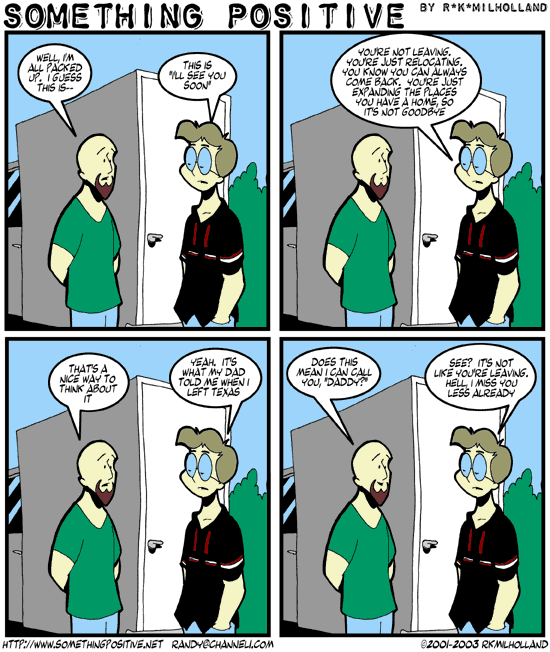 SOMETHING POSITIVE
BY R*K*MILHOLLAND
WELL, I'M
ALL PACKED
UP. I GUESS
THIS IS--
THIS IS
"I'LL SEE YOU
SOON"
YOU'RE NOT LEAVING.
YOU'RE JUST RELOCATING.
YOU KNOW YOU CAN ALWAYS
COME BACK. YOU'RE JUST
EXPANDING THE PLACES
YOU HAVE A HOME, SO
IT'S NOT GOODBYE
THAT'S A
NICE WAY TO
THINK ABOUT
IT
YEAH. IT'S
WHAT MY DAD
TOLD ME WHEN I
LEFT TEXAS
DOES THIS
MEAN I CAN CALL
YOU, "DADDY?"
SEE? IT'S NOT
LIKE YOU'RE LEAVING.
HELL, I MISS YOU
LESS ALREADY
HTTP://WWW.SOMETHINGPOSITIVE.NET RANDY@CHANNEL1.COM
©2001-2003 RKMILHOLLAND